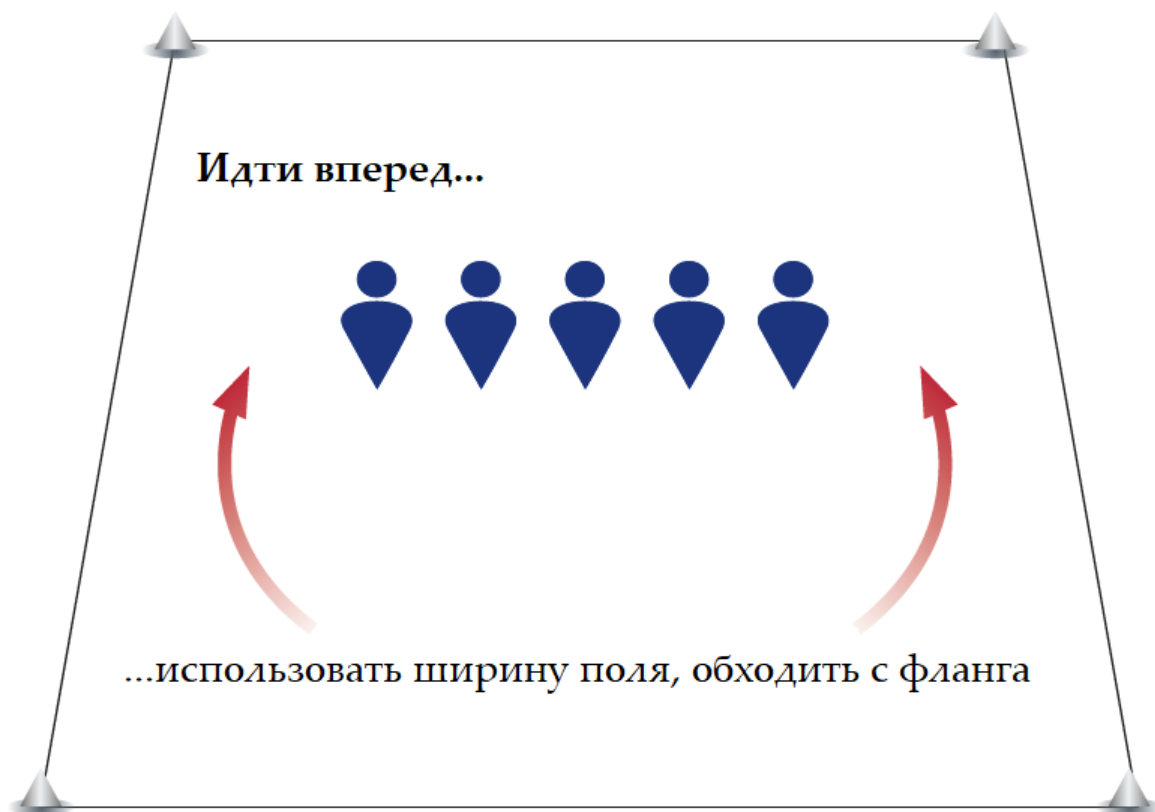 Идти вперед...
...использовать ширину поля, обходить с фланга